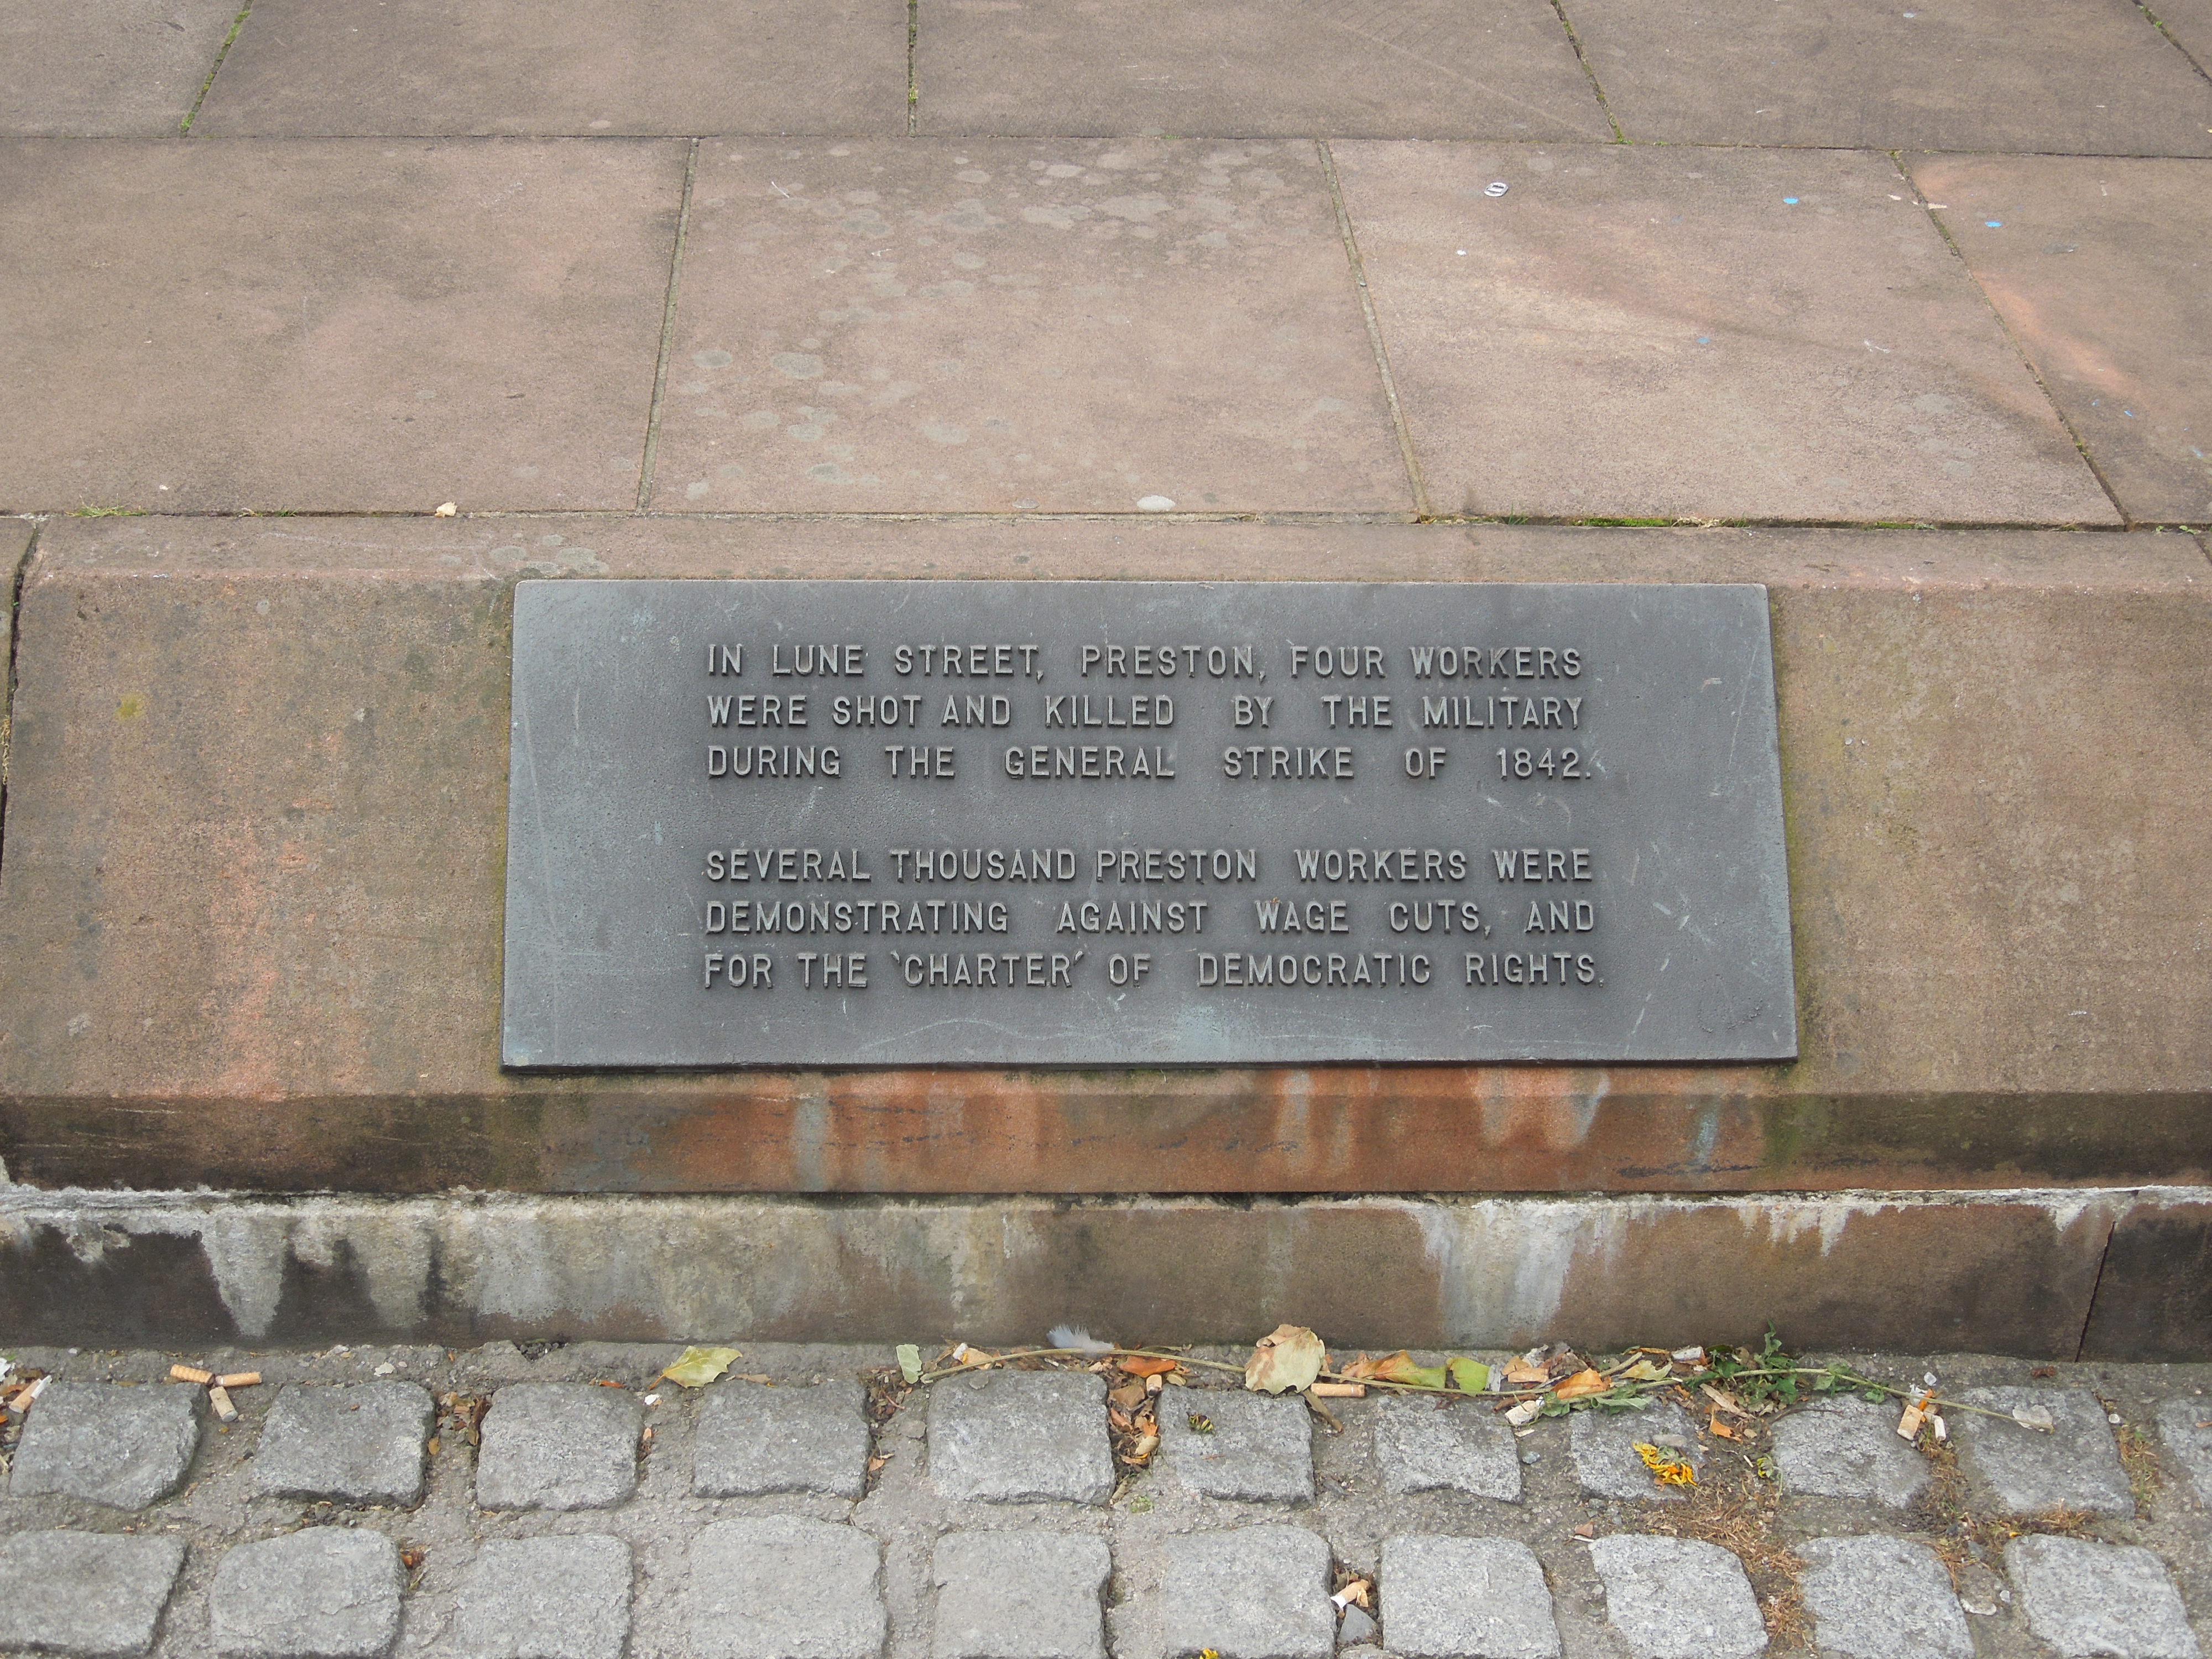 IN LUNE STREET, PRESTON, FOUR WORKERS
WERE SHOT AND KILLED BY THE MILITARY
DURING THE GENERAL STRIKE OF 1842.
SEVERAL THOUSAND PRESTON WORKERS WERE
DEMONSTRATING AGAINST WAGE CUTS, AND
FOR THE 'CHARTER' OF DEMOCRATIC RIGHTS.